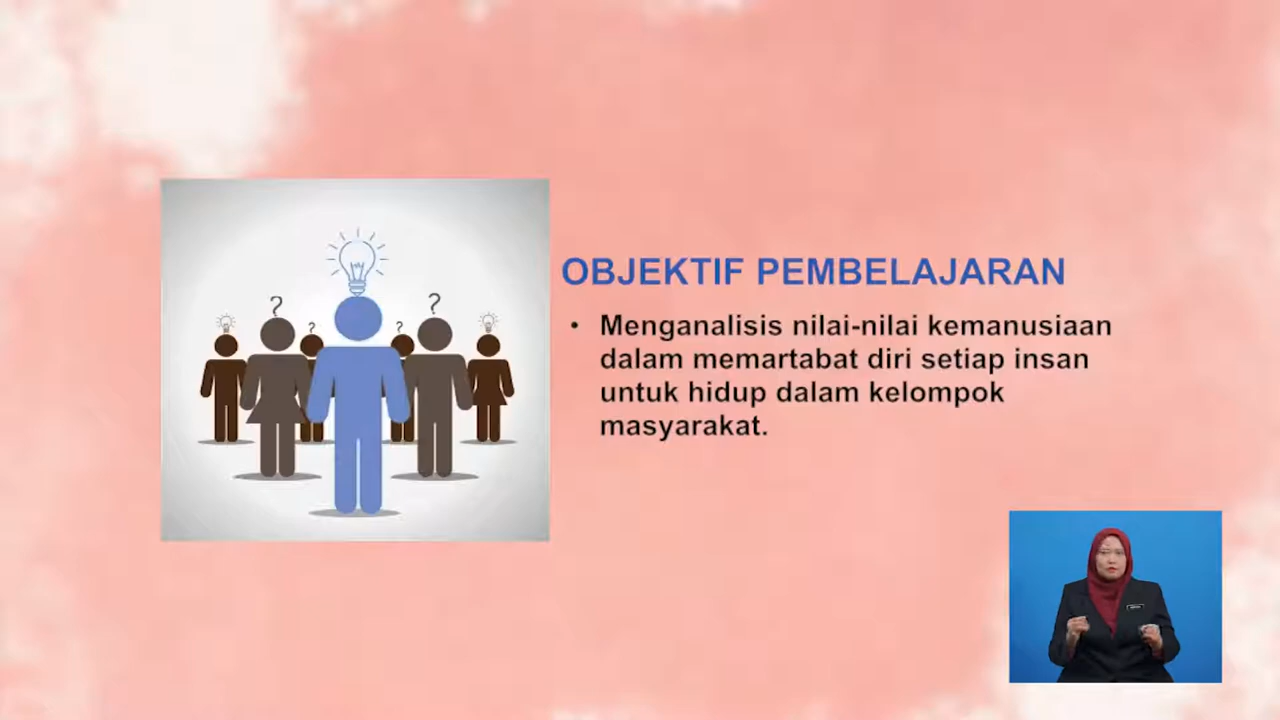 OBJEKTIF PEMBELAJARAN
• Menganalisis nilai-nilai kemanusiaan
dalam memartabat diri setiap insan
untuk hidup dalam kelompok
masyarakat.
? ? ? ?